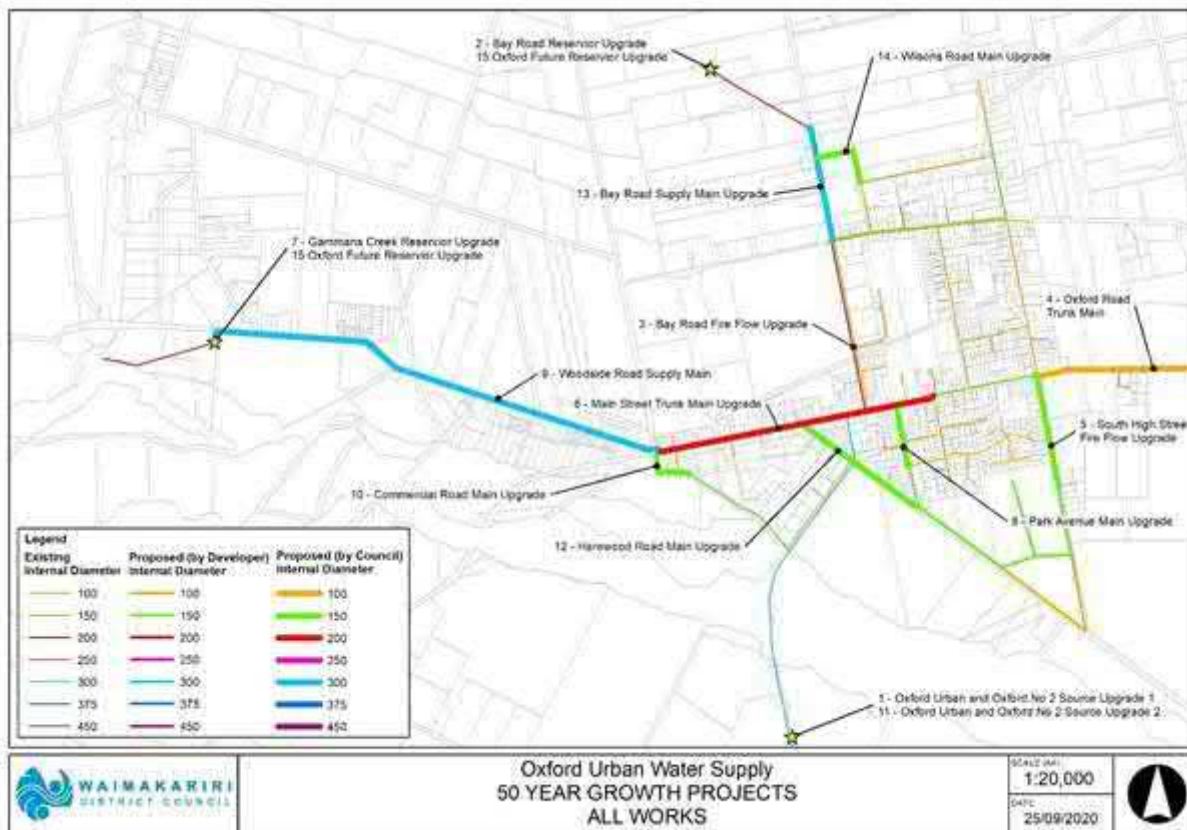 2 - Bay Road Reservior Upgrade
15 Oxford Future Reservoir Upgrade
14 - Wilsons Road Main Upgrade
13 - Bay Road Supply Main Upgrade
7 - Gammans Creek Reservior Upgrade
15 Oxford Future Reservoir Upgrade
4 - Oxford Road
Trunk Main
3 - Bay Road Fire Flow Upgrade
9 - Woodside Road Supply Main
6 - Main Street Trunk Main Upgrade
5 - South High Street
Fire Flow Upgrade
10 - Commercial Road Main Upgrade
8 - Park Avenue Main Upgrade
12 - Harewood Road Main Upgrade
1 - Oxford Urban and Oxford No 2 Source Upgrade 1
11 - Oxford Urban and Oxford No 2 Source Upgrade 2
Legend
Existing Internal Diameter
100
150
200
250
300
375
450
Proposed (by Developer) Internal Diameter
100
150
200
250
300
375
450
Proposed (by Council) Internal Diameter
100
150
200
250
300
375
450
WAIMAKARIRI
DISTRICT COUNCIL
Oxford Urban Water Supply
50 YEAR GROWTH PROJECTS
ALL WORKS
1:20,000
DATE
25/09/2020